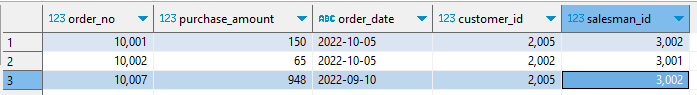 123 order_no 123 purchase_amount ABC order_date 123 customer_id 123 salesman_id
1 10,001 150 2022-10-05 2,005 3,002
2 10,002 65 2022-10-05 2,002 3,001
3 10,007 948 2022-09-10 2,005 3,002